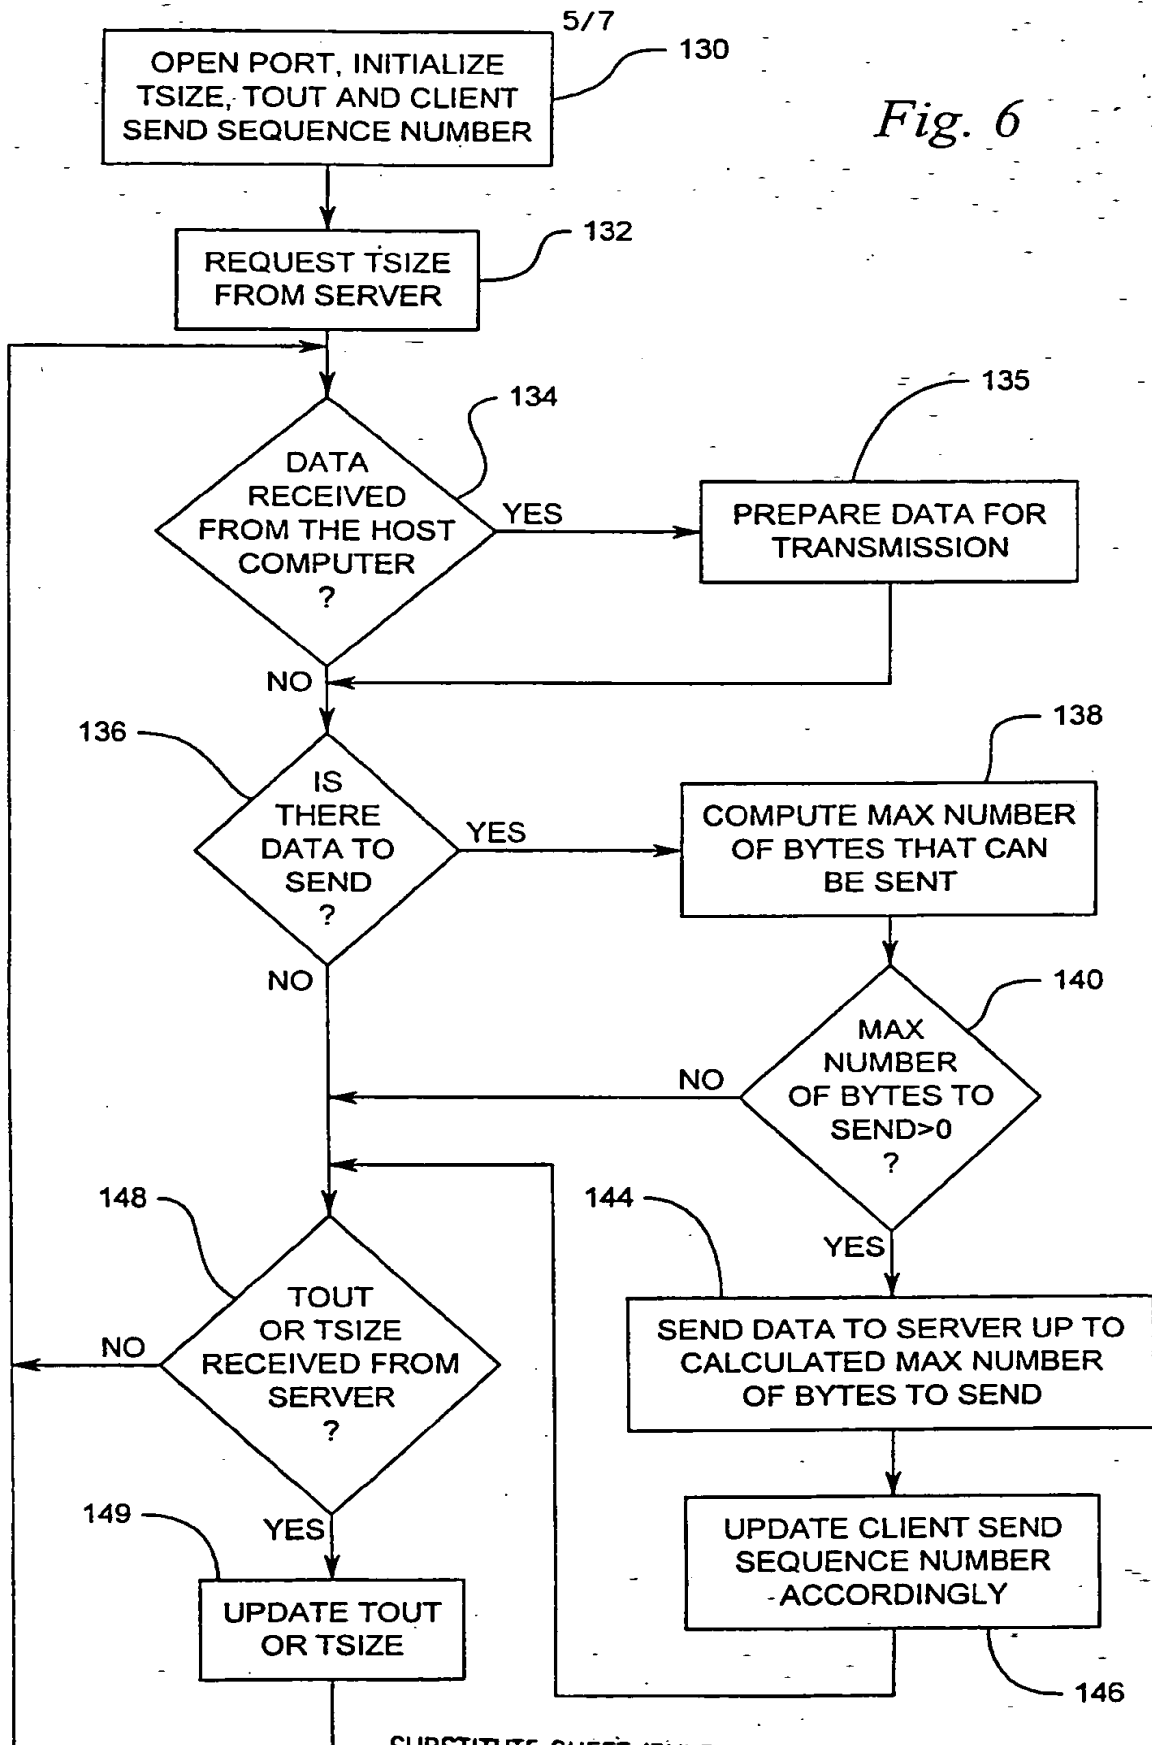 5/7
130
OPEN PORT, INITIALIZE
TSIZE, TOUT AND CLIENT
SEND SEQUENCE NUMBER
Fig. 6
132
REQUEST TSIZE
FROM SERVER
134
135
DATA
RECEIVED
FROM THE HOST
COMPUTER
?
YES
PREPARE DATA FOR
TRANSMISSION
NO
136
138
IS
THERE
DATA TO
SEND
?
YES
COMPUTE MAX NUMBER
OF BYTES THAT CAN
BE SENT
NO
140
MAX
NUMBER
OF BYTES TO
SEND>0
?
NO
YES
148
144
TOUT
OR TSIZE
RECEIVED FROM
SERVER
?
NO
SEND DATA TO SERVER UP TO
CALCULATED MAX NUMBER
OF BYTES TO SEND
149
YES
UPDATE CLIENT SEND
SEQUENCE NUMBER
ACCORDINGLY
UPDATE TOUT
OR TSIZE
146
SUBSTITUTE SHEET